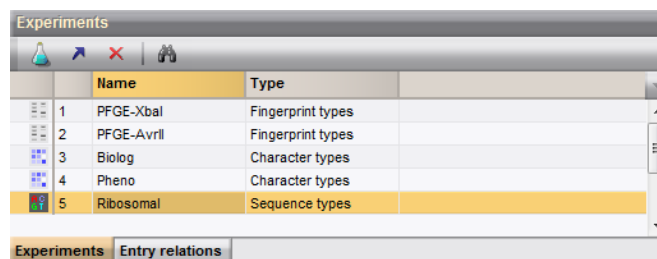 Experiments
Name Type
1 PFGE-XbaI Fingerprint types
2 PFGE-AvrII Fingerprint types
3 Biolog Character types
4 Pheno Character types
5 Ribosomal Sequence types
Experiments Entry relations